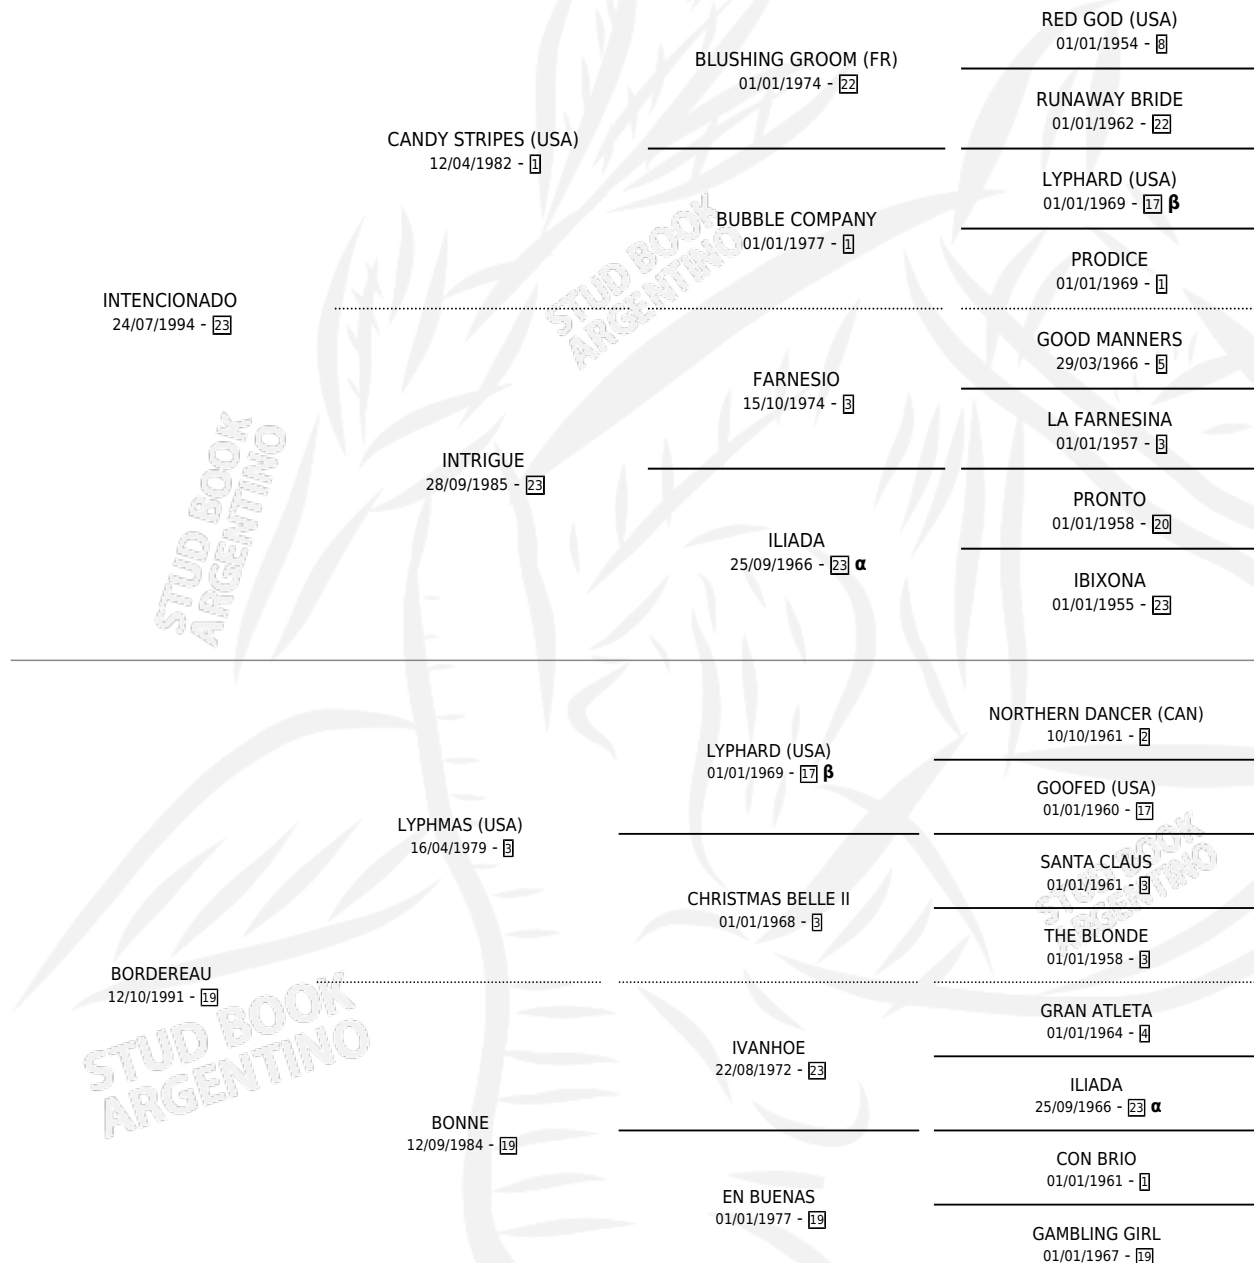 RED GOD (USA)
01/01/1954 - 8
BLUSHING GROOM (FR)
01/01/1974 - 22
RUNAWAY BRIDE
01/01/1962 - 22
CANDY STRIPES (USA)
12/04/1982 - 1
LYPHARD (USA)
01/01/1969 - 17 β
BUBBLE COMPANY
01/01/1977 - 1
PRODICE
01/01/1969 - 1
INTENCIONADO
24/07/1994 - 23
GOOD MANNERS
29/03/1966 - 5
FARNESIO
15/10/1974 - 3
LA FARNESINA
01/01/1957 - 3
INTRIGUE
28/09/1985 - 23
PRONTO
01/01/1958 - 20
ILIADA
25/09/1966 - 23 α
IBIXONA
01/01/1955 - 23
NORTHERN DANCER (CAN)
10/10/1961 - 2
LYPHARD (USA)
01/01/1969 - 17 β
GOOFED (USA)
01/01/1960 - 17
LYPHMAS (USA)
16/04/1979 - 3
SANTA CLAUS
01/01/1961 - 3
CHRISTMAS BELLE II
01/01/1968 - 3
THE BLONDE
01/01/1958 - 3
BORDEREAU
12/10/1991 - 19
GRAN ATLETA
01/01/1964 - 4
IVANHOE
22/08/1972 - 23
ILIADA
25/09/1966 - 23 α
BONNE
12/09/1984 - 19
CON BRIO
01/01/1961 - 1
EN BUENAS
01/01/1977 - 19
GAMBLING GIRL
01/01/1967 - 19
STUD BOOK
ARGENTINO
STUD BOOK
ARGENTINO
STUD BOOK
ARGENTINO
STUD BOOK
ARGENTINO